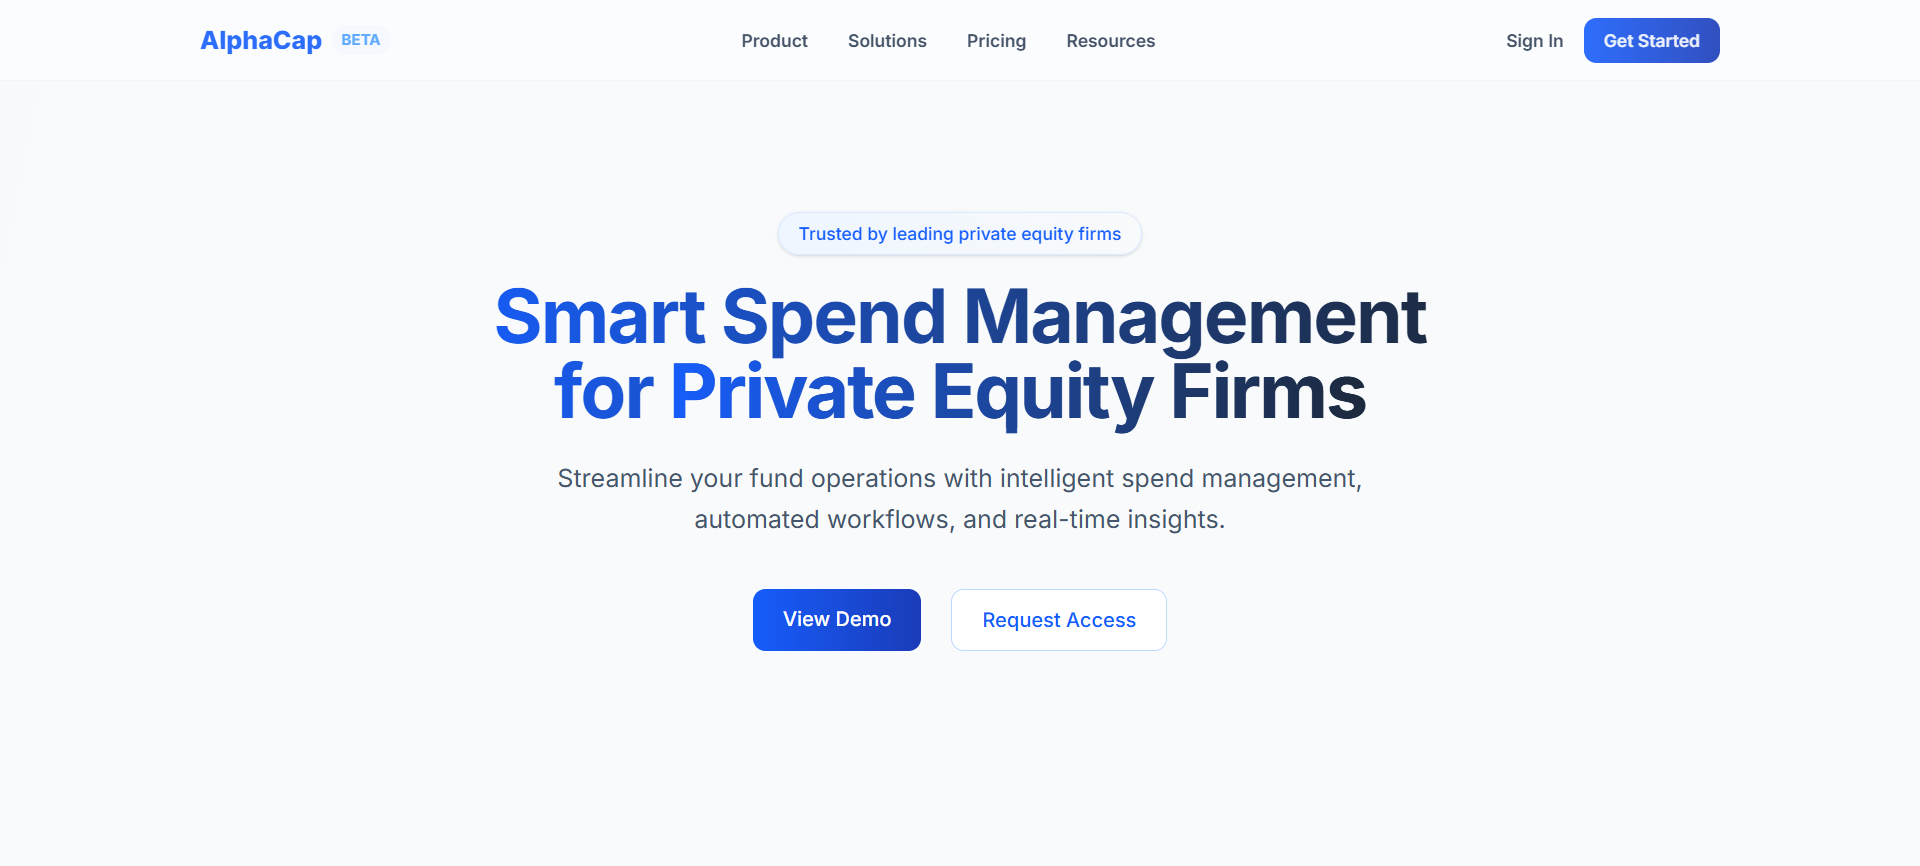 AlphaCap BETA
Product Solutions Pricing Resources
Sign In Get Started
Trusted by leading private equity firms
Smart Spend Management
for Private Equity Firms
Streamline your fund operations with intelligent spend management,
automated workflows, and real-time insights.
View Demo Request Access